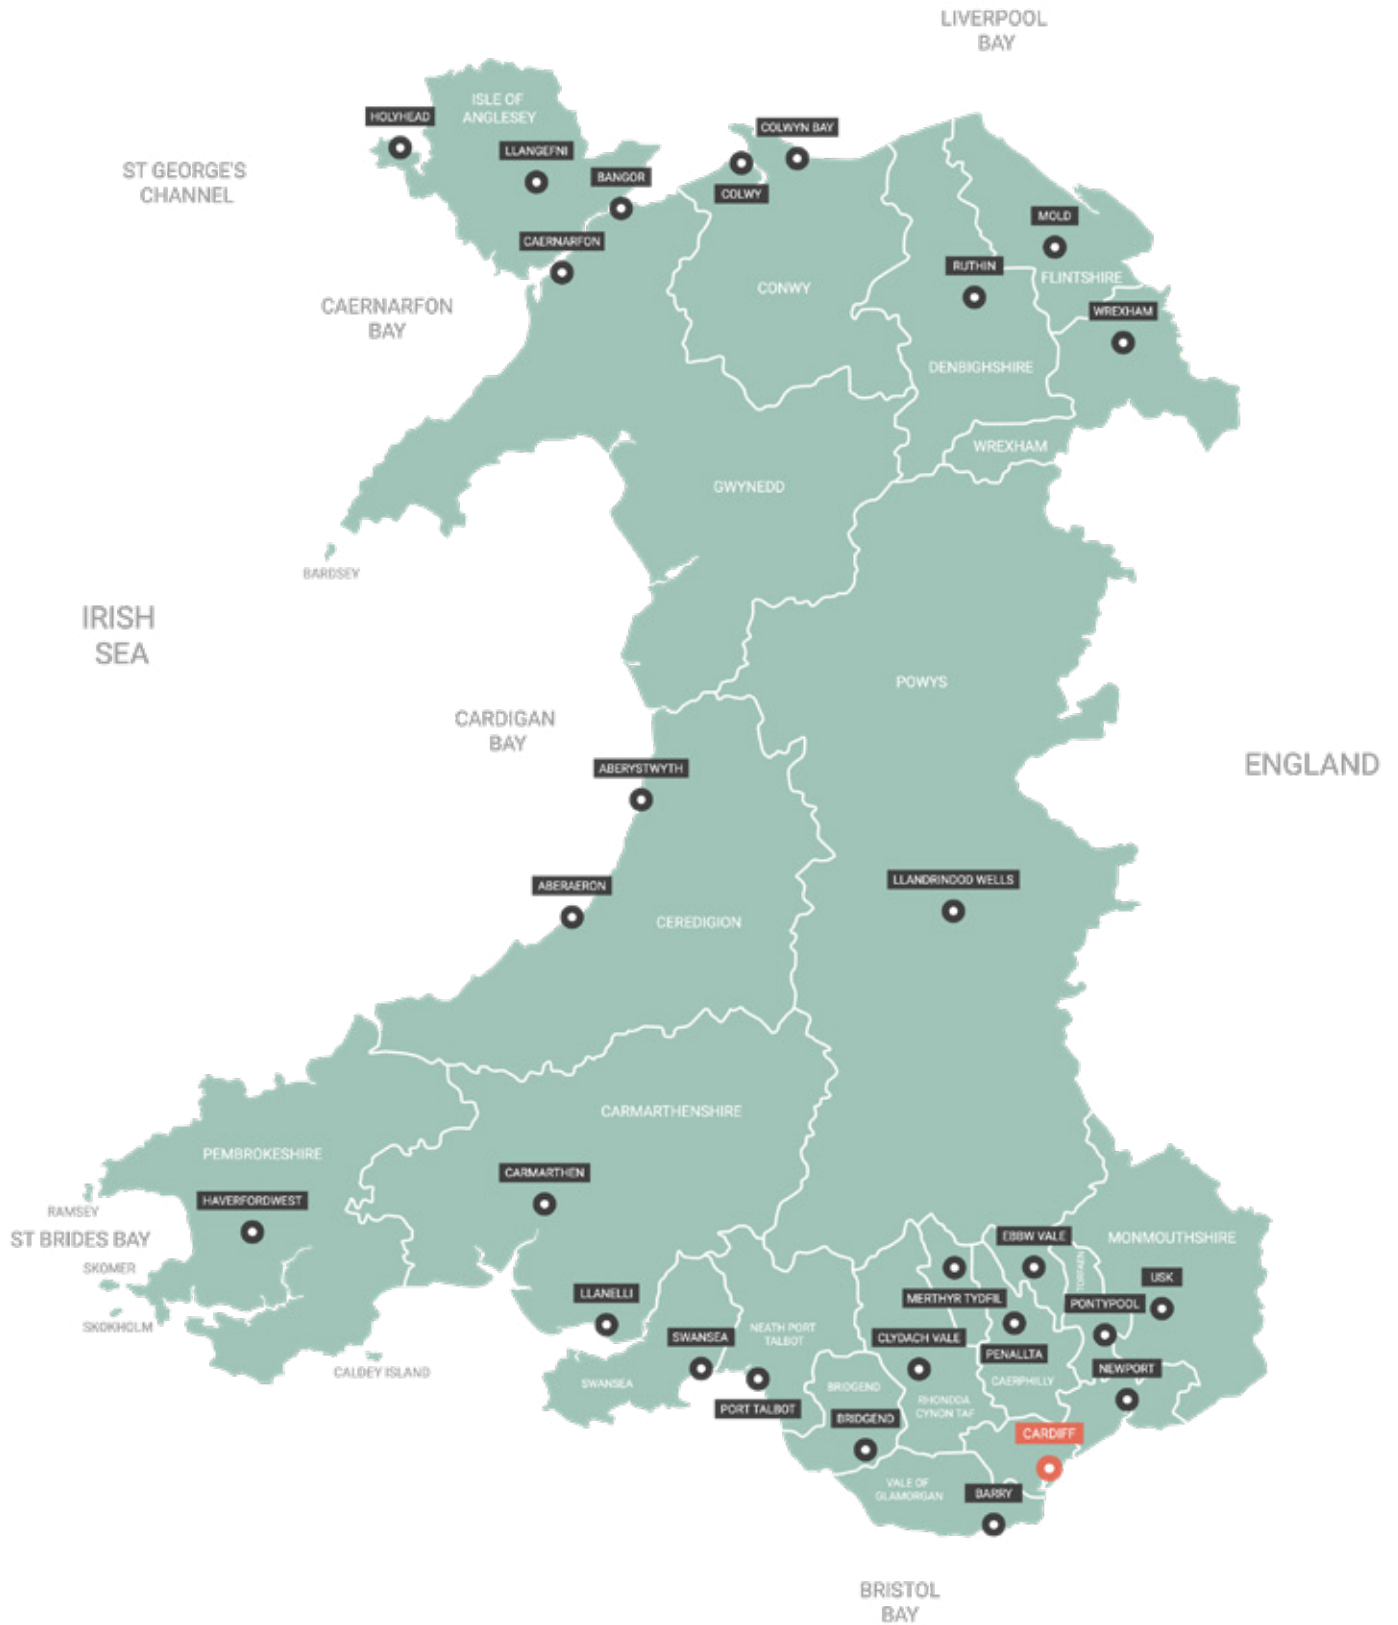 LIVERPOOL
BAY
ISLE OF
ANGLESEY
HOLYHEAD
COLWYN BAY
LLANGEFNI
ST GEORGE'S
CHANNEL
BANGOR
COLWY
MOLD
CAERNARFON
RUTHIN
FLINTSHIRE
CONWY
CAERNARFON
BAY
WREXHAM
DENBIGHSHIRE
WREXHAM
GWYNEDD
BARDSEY
IRISH
SEA
POWYS
CARDIGAN
BAY
ABERYSTWYTH
ENGLAND
LLANDRINDOD WELLS
ABERAERON
CEREDIGION
CARMARTHENSHIRE
PEMBROKESHIRE
CARMARTHEN
HAVERFORDWEST
RAMSEY
ST BRIDES BAY
EBBW VALE
MONMOUTHSHIRE
SKOMER
TORFAEN
USK
LLANELLI
MERTHYR TYDFIL
PONTYPOOL
SKOKHOLM
NEATH PORT
TALBOT
SWANSEA
CLYDACH VALE
PENALLTA
CALDEY ISLAND
NEWPORT
SWANSEA
BRIDGEND
CAERPHILLY
RHONDDA
CYNON TAF
PORT TALBOT
BRIDGEND
CARDIFF
VALE OF
GLAMORGAN
BARRY
BRISTOL
BAY